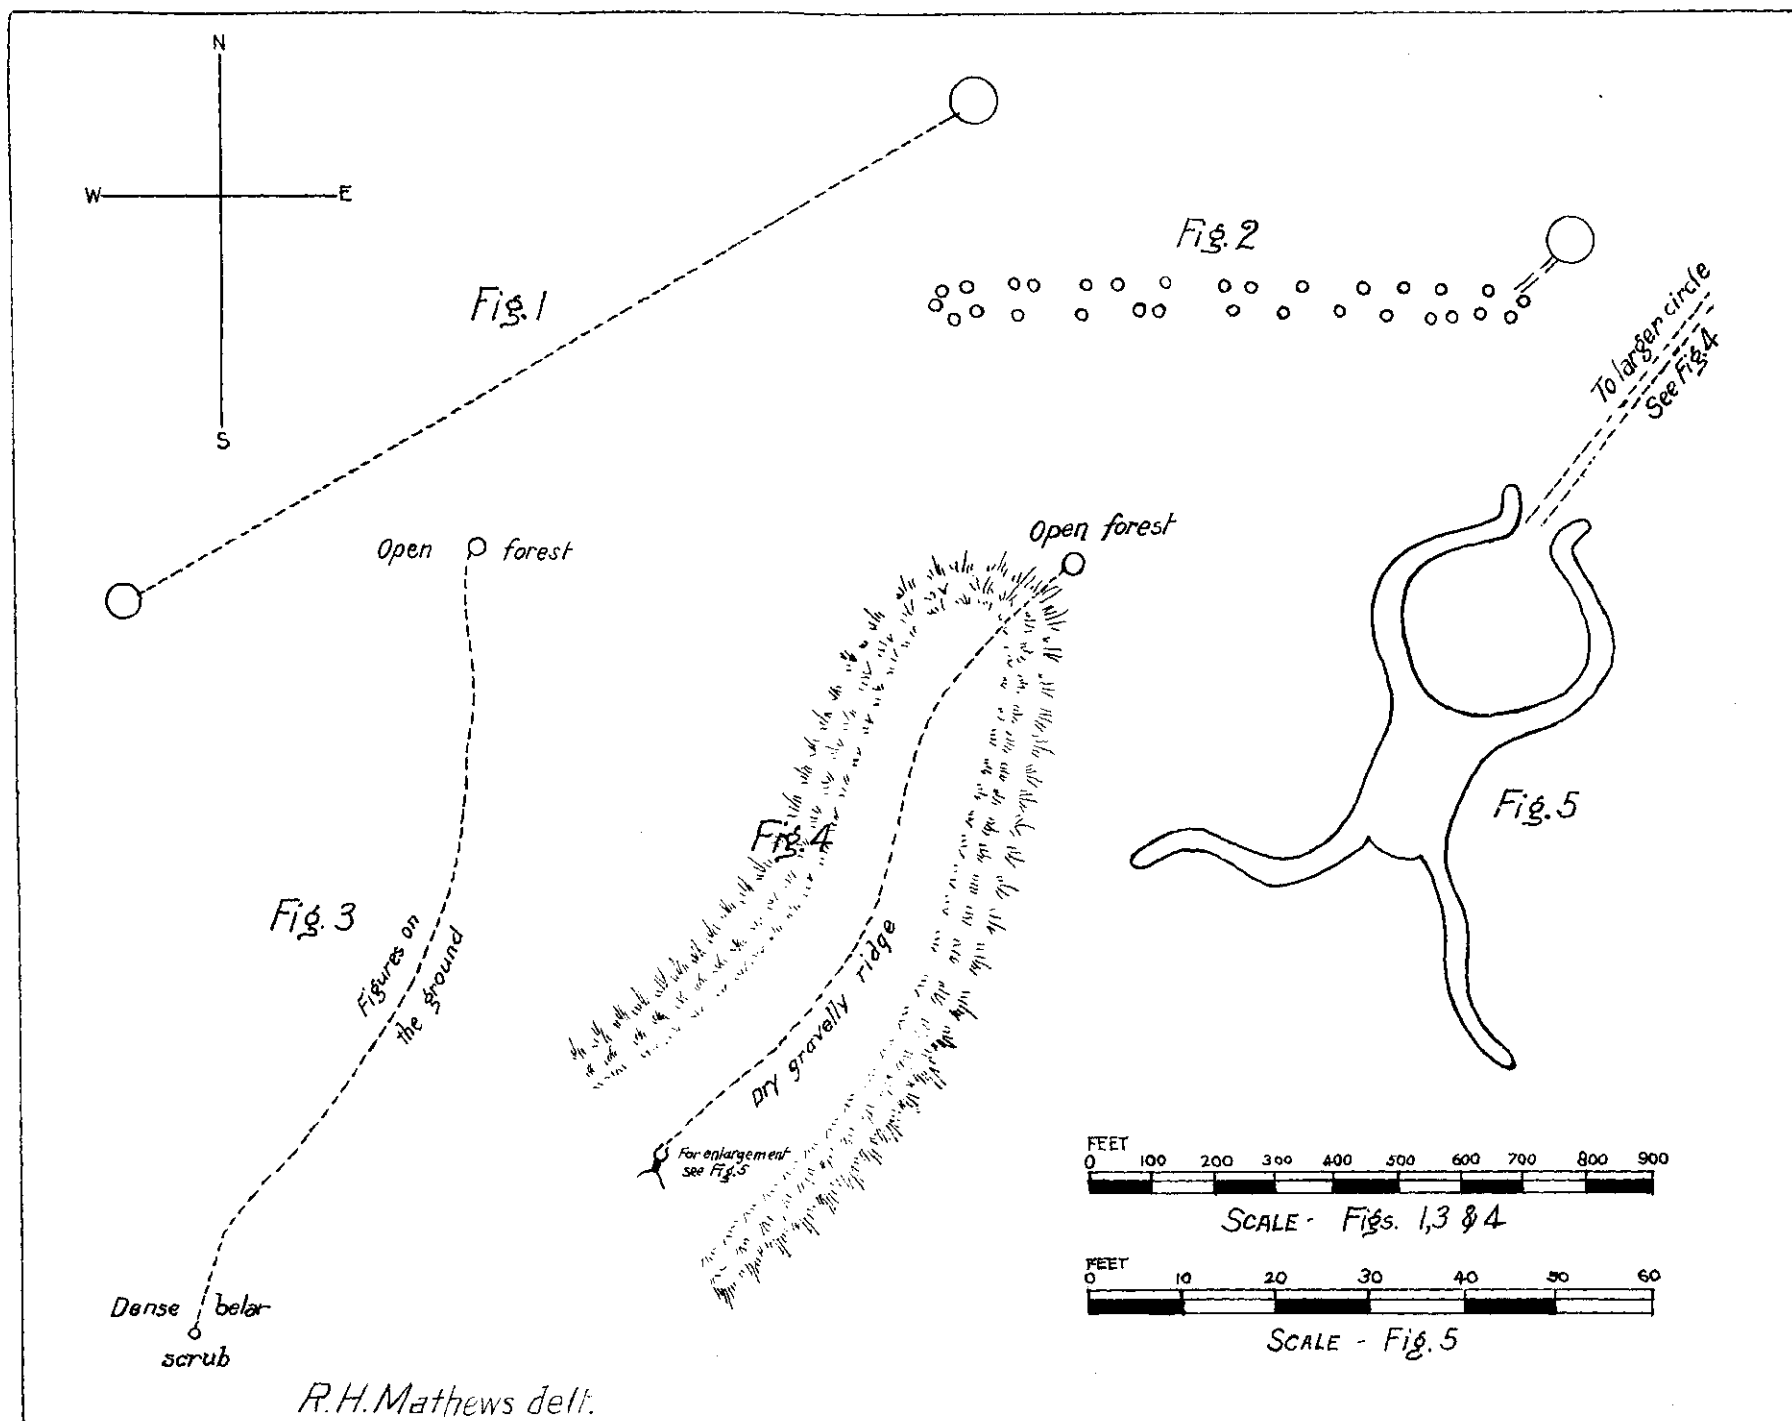 N
W E
S
Fig. 1
Fig. 2
To larger circle
See Fig. 4
Open forest
Open forest
Fig. 4
Fig. 5
Fig. 3
Figures on
the ground
Dry gravelly ridge
For enlargement
see Fig. 5
FEET
0 100 200 300 400 500 600 700 800 900
SCALE - Figs. 1,3 & 4
FEET
0 10 20 30 40 50 60
SCALE - Fig. 5
Dense belar
scrub
R.H. Mathews delt.